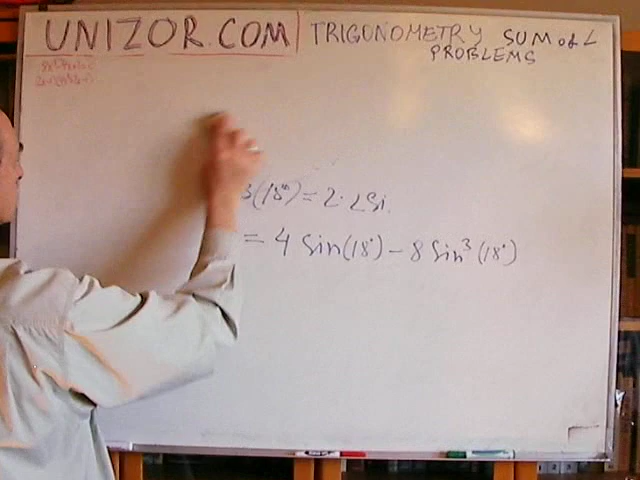 UNIZOR.COM TRIGONOMETRY SUM of ∠
PROBLEMS
3(18°) = 2·2Si
= 4 Sin(18°) - 8 Sin³(18°)